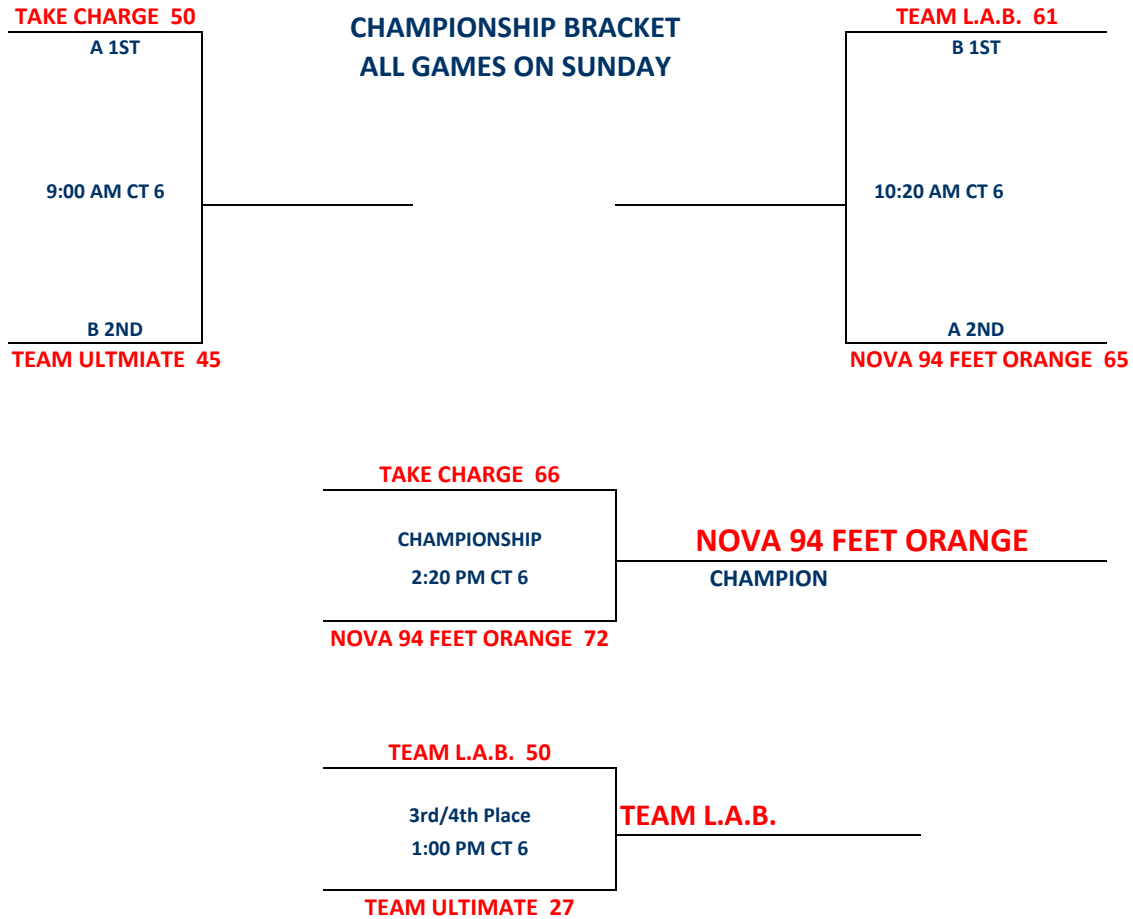 TAKE CHARGE 50
A 1ST
CHAMPIONSHIP BRACKET
ALL GAMES ON SUNDAY
TEAM L.A.B. 61
B 1ST
9:00 AM CT 6
10:20 AM CT 6
B 2ND
TEAM ULTMIATE 45
A 2ND
NOVA 94 FEET ORANGE 65
TAKE CHARGE 66
CHAMPIONSHIP
2:20 PM CT 6
NOVA 94 FEET ORANGE
CHAMPION
NOVA 94 FEET ORANGE 72
TEAM L.A.B. 50
3rd/4th Place
1:00 PM CT 6
TEAM L.A.B.
TEAM ULTIMATE 27